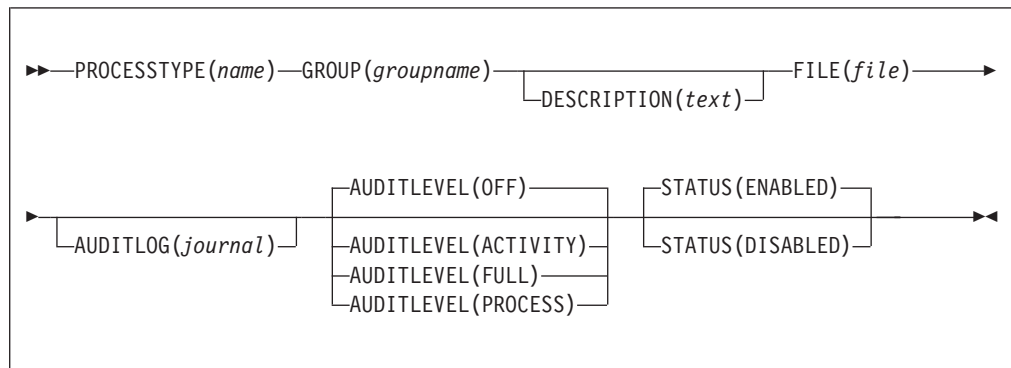 PROCESSTYPE(name) GROUP(groupname) FILE(file)
DESCRIPTION(text)
AUDITLEVEL(OFF) STATUS(ENABLED)
AUDITLOG(journal) AUDITLEVEL(ACTIVITY) STATUS(DISABLED)
AUDITLEVEL(FULL)
AUDITLEVEL(PROCESS)